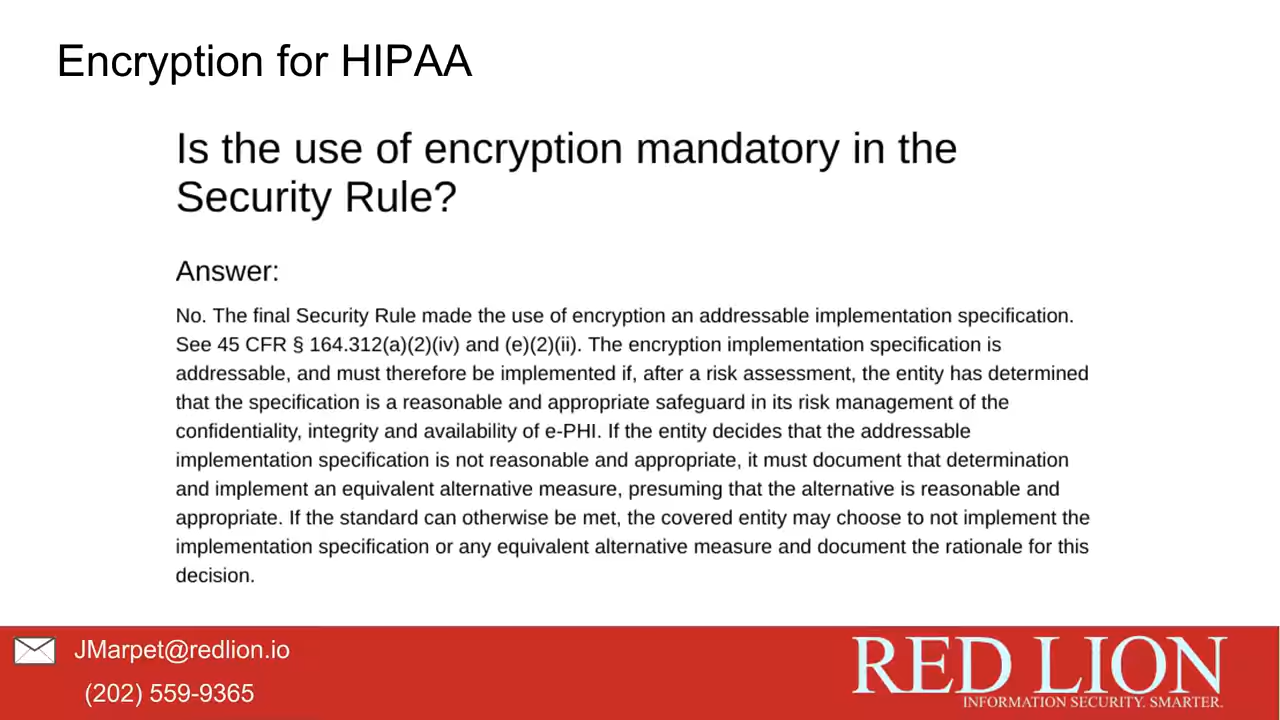 Encryption for HIPAA
Is the use of encryption mandatory in the
Security Rule?
Answer:
No. The final Security Rule made the use of encryption an addressable implementation specification.
See 45 CFR § 164.312(a)(2)(iv) and (e)(2)(ii). The encryption implementation specification is
addressable, and must therefore be implemented if, after a risk assessment, the entity has determined
that the specification is a reasonable and appropriate safeguard in its risk management of the
confidentiality, integrity and availability of e-PHI. If the entity decides that the addressable
implementation specification is not reasonable and appropriate, it must document that determination
and implement an equivalent alternative measure, presuming that the alternative is reasonable and
appropriate. If the standard can otherwise be met, the covered entity may choose to not implement the
implementation specification or any equivalent alternative measure and document the rationale for this
decision.
JMarpet@redlion.io
(202) 559-9365
RED LION
INFORMATION SECURITY. SMARTER.